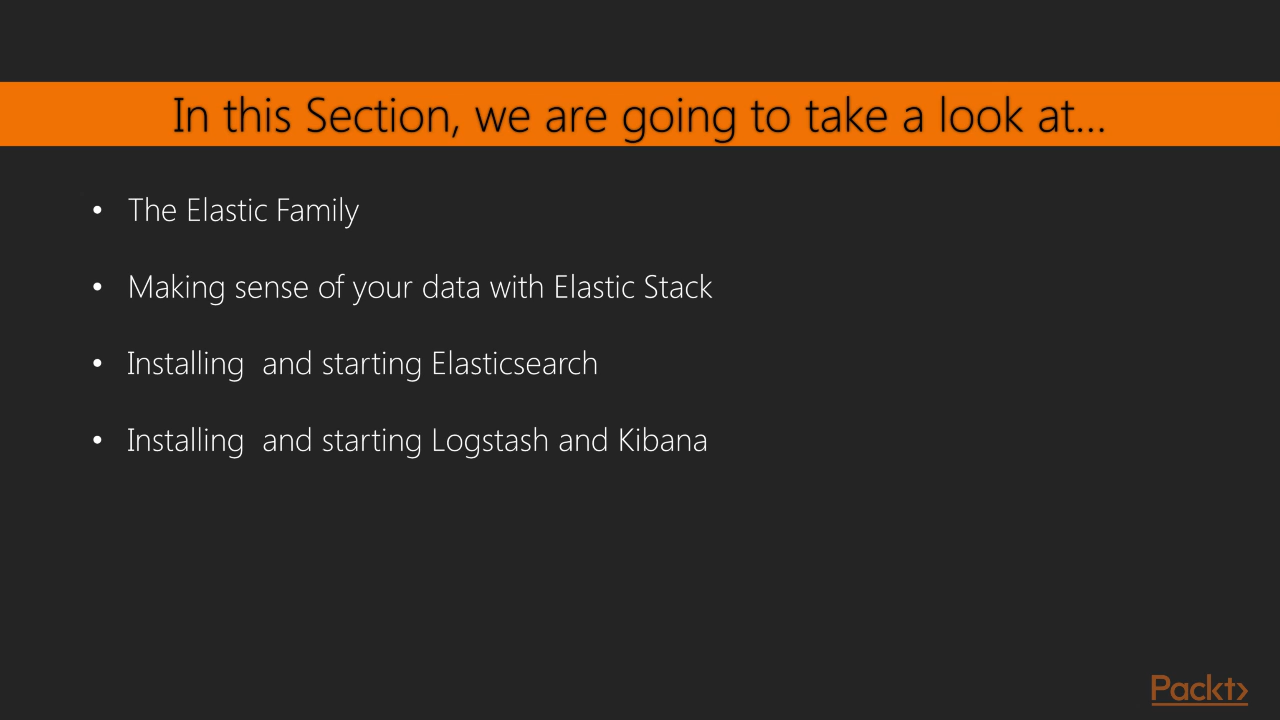 In this Section, we are going to take a look at...
• The Elastic Family
• Making sense of your data with Elastic Stack
• Installing  and starting Elasticsearch
• Installing  and starting Logstash and Kibana
Packt>